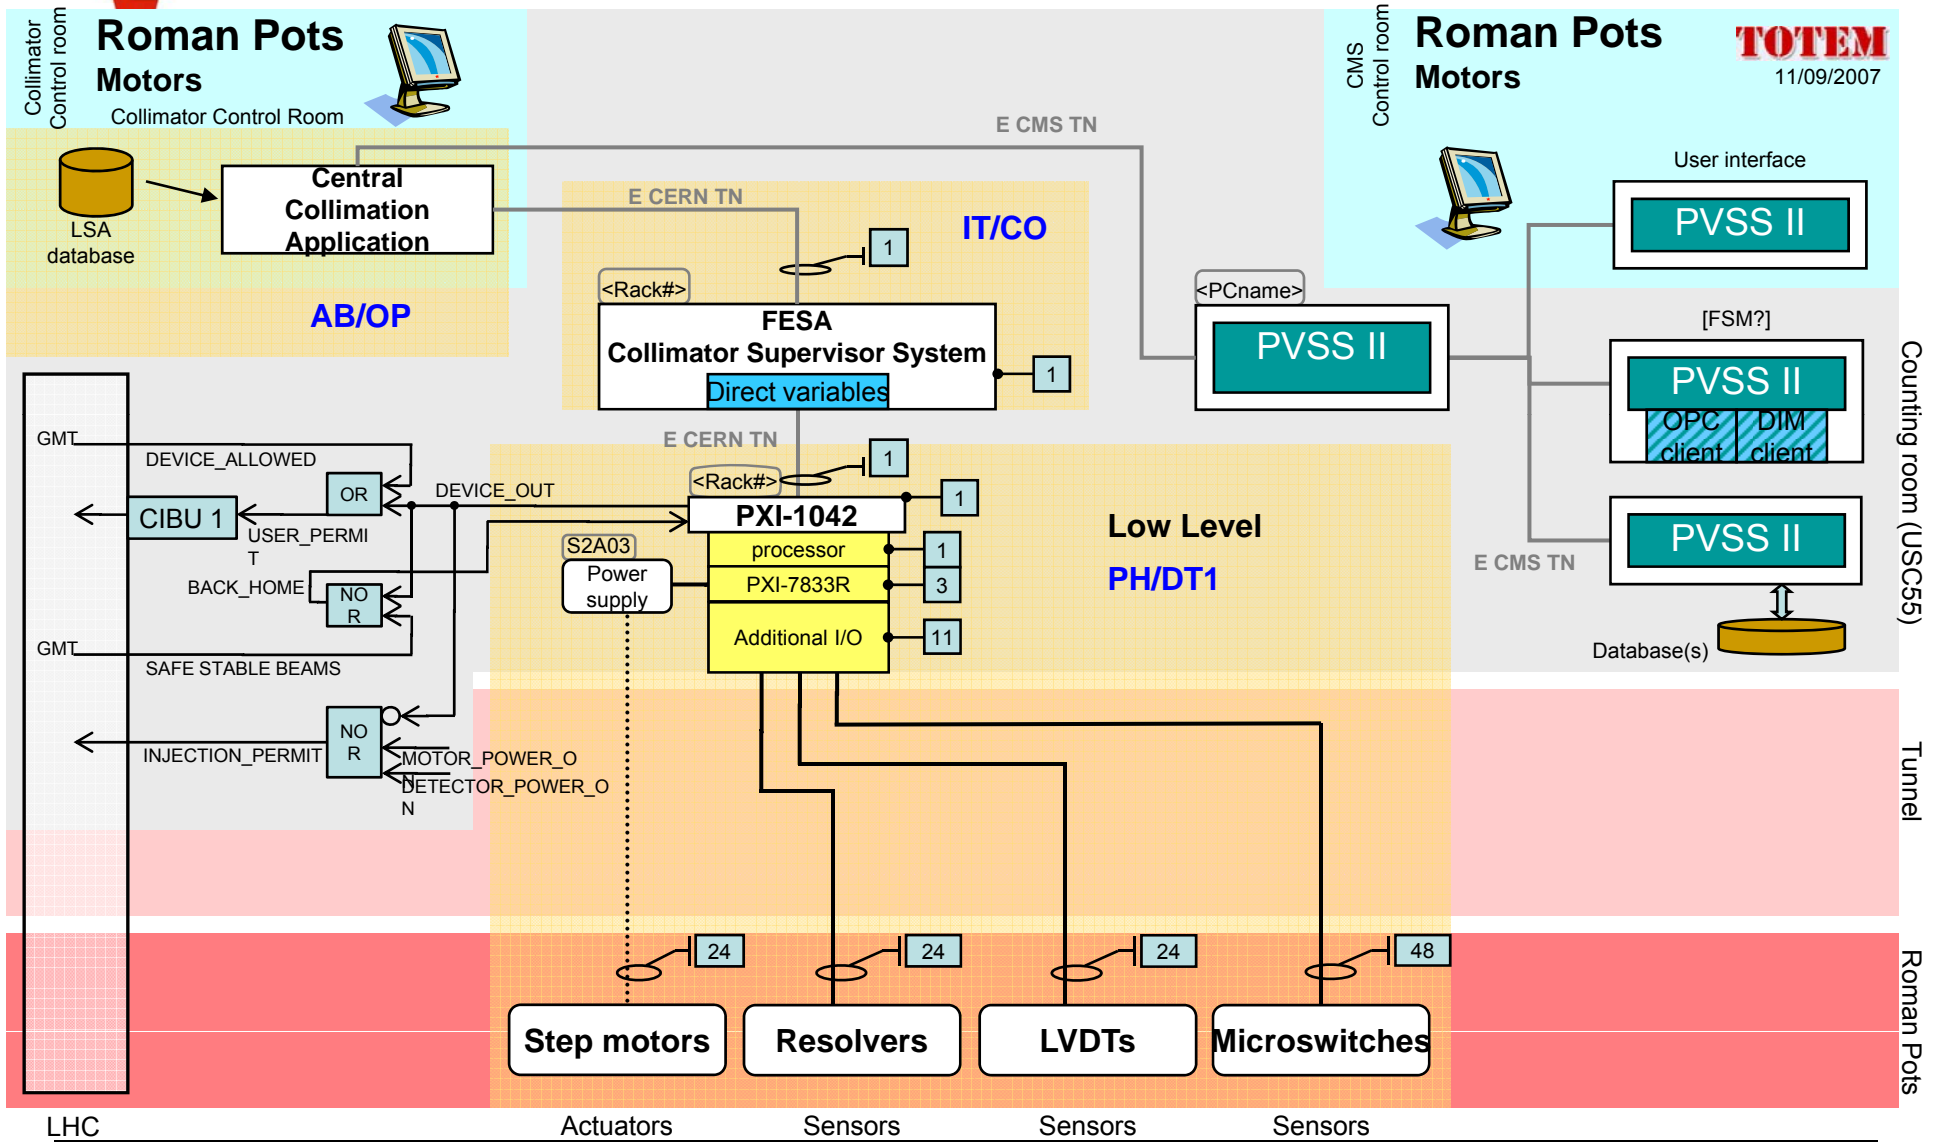 Collimator
Control room
Roman Pots
Motors
Collimator Control Room
CMS
Control room
Roman Pots
Motors
TOTEM
11/09/2007
E CMS TN
User interface
PVSS II
LSA
database
Central
Collimation
Application
E CERN TN
IT/CO
1
AB/OP
<Rack#>
FESA
Collimator Supervisor System
Direct variables
1
<PCname>
PVSS II
[FSM?]
PVSS II
OPC
client
DIM
client
Counting room (USC55)
E CERN TN
1
<Rack#>
GMT
DEVICE_ALLOWED
OR
DEVICE_OUT
CIBU 1
USER_PERMI
T
PXI-1042
1
processor
1
PXI-7833R
3
Additional I/O
11
S2A03
Power
supply
Low Level
PH/DT1
PVSS II
E CMS TN
Database(s)
BACK_HOME
NO
R
GMT
SAFE STABLE BEAMS
NO
R
INJECTION_PERMIT
MOTOR_POWER_O
N
DETECTOR_POWER_O
N
Tunnel
24
24
24
48
Step motors
Resolvers
LVDTs
Microswitches
Roman Pots
LHC
Actuators
Sensors
Sensors
Sensors